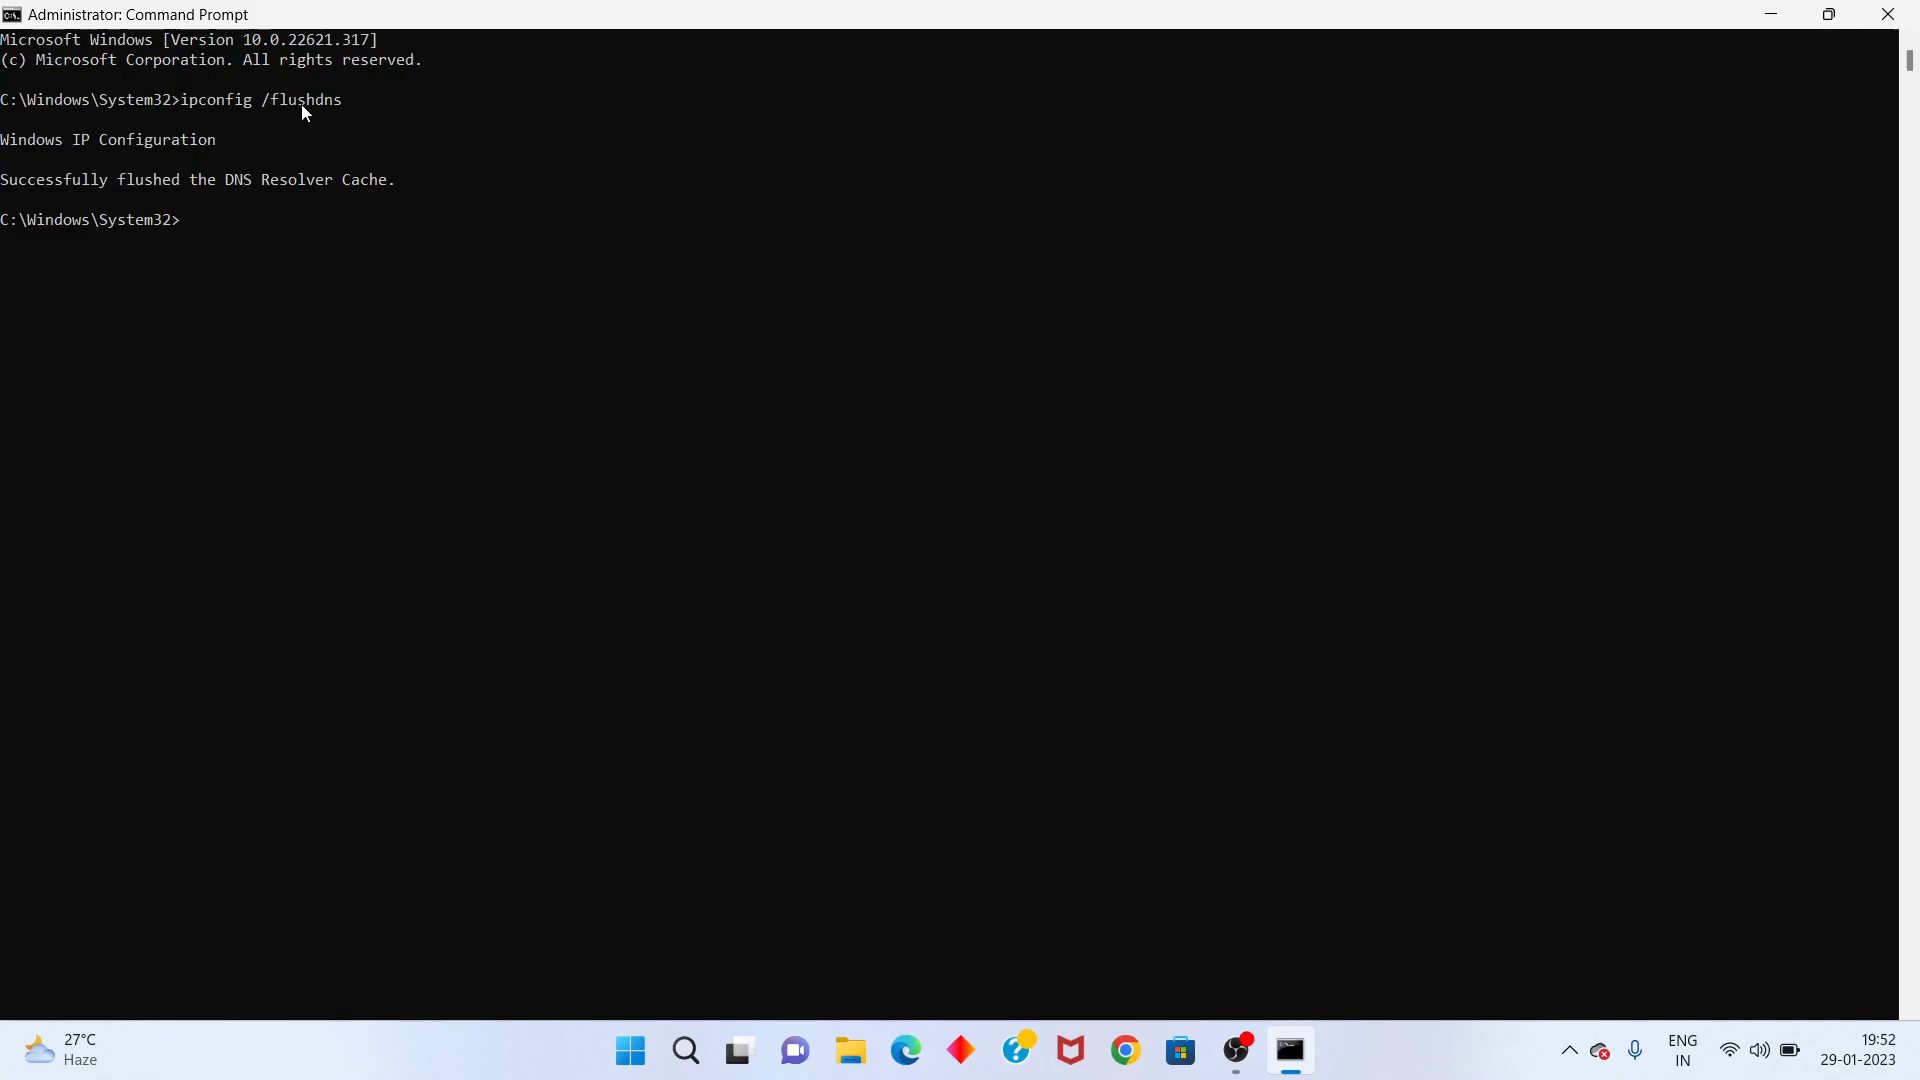 Administrator: Command Prompt
Microsoft Windows [Version 10.0.22621.317]
(c) Microsoft Corporation. All rights reserved.
C:\Windows\System32>ipconfig /flushdns
Windows IP Configuration
Successfully flushed the DNS Resolver Cache.
C:\Windows\System32>
27°C
Haze
ENG
IN
19:52
29-01-2023